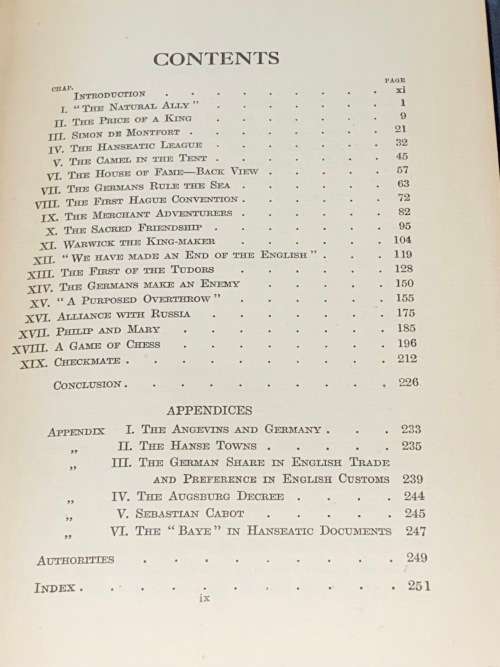 CONTENTS
CHAP. PAGE
INTRODUCTION . . . . . . . . xi
I. "THE NATURAL ALLY" . . . . . . . 1
II. THE PRICE OF A KING . . . . . . . 9
III. SIMON DE MONTFORT . . . . . . . . 21
IV. THE HANSEATIC LEAGUE . . . . . . . 32
V. THE CAMEL IN THE TENT . . . . . . . 45
VI. THE HOUSE OF FAME—BACK VIEW . . . . . 57
VII. THE GERMANS RULE THE SEA . . . . . . 63
VIII. THE FIRST HAGUE CONVENTION . . . . . . 72
IX. THE MERCHANT ADVENTURERS . . . . . . 82
X. THE SACRED FRIENDSHIP . . . . . . . 95
XI. WARWICK THE KING-MAKER . . . . . . 104
XII. "WE HAVE MADE AN END OF THE ENGLISH" . . . 119
XIII. THE FIRST OF THE TUDORS . . . . . . 128
XIV. THE GERMANS MAKE AN ENEMY . . . . . 150
XV. "A PURPOSED OVERTHROW" . . . . . . 155
XVI. ALLIANCE WITH RUSSIA . . . . . . . 175
XVII. PHILIP AND MARY . . . . . . . . 185
XVIII. A GAME OF CHESS . . . . . . . . 196
XIX. CHECKMATE . . . . . . . . . . 212
CONCLUSION . . . . . . . . . . 226
APPENDICES
APPENDIX I. THE ANGEVINS AND GERMANY . . . 233
„ II. THE HANSE TOWNS . . . . . 235
„ III. THE GERMAN SHARE IN ENGLISH TRADE
AND PREFERENCE IN ENGLISH CUSTOMS 239
„ IV. THE AUGSBURG DECREE . . . . 244
„ V. SEBASTIAN CABOT . . . . . 245
„ VI. THE "BAYE" IN HANSEATIC DOCUMENTS 247
AUTHORITIES . . . . . . . . . 249
INDEX . . . . . . . . . . . 251
ix